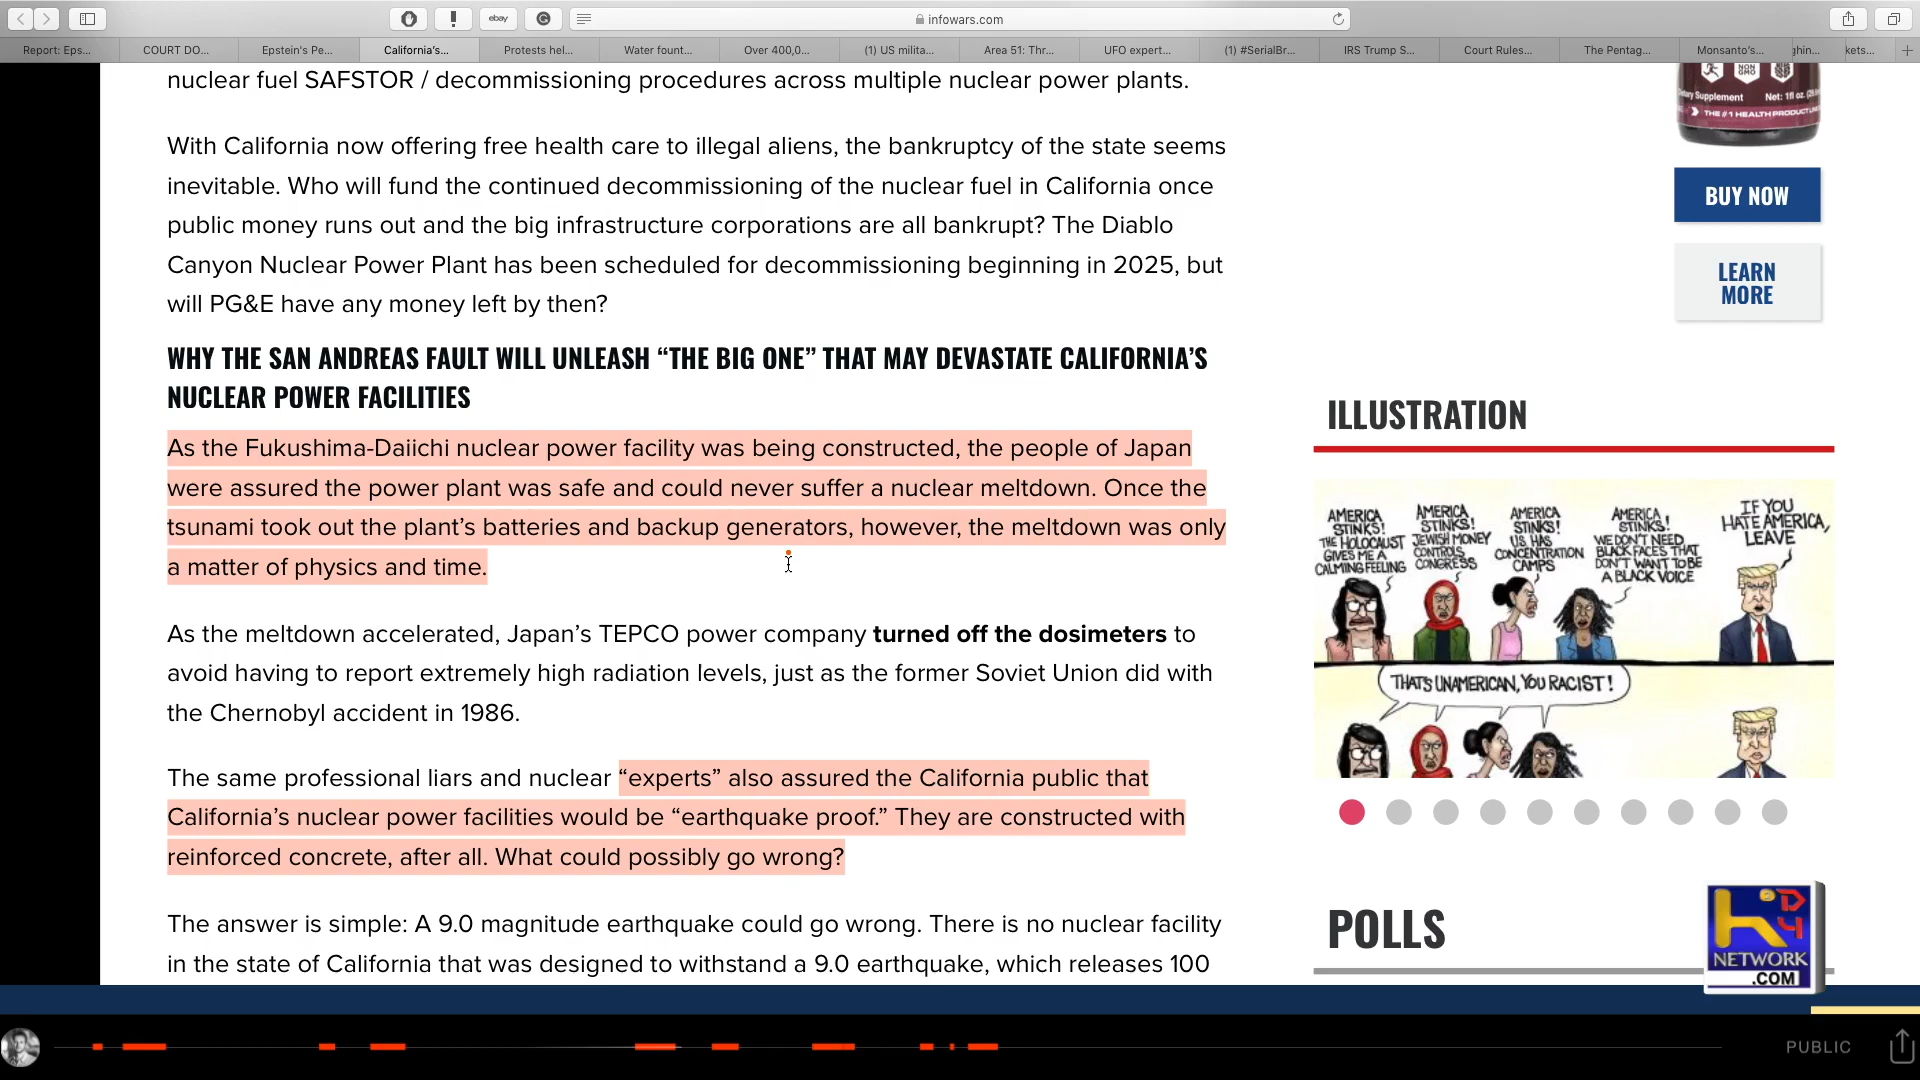 infowars.com
ebay
Report: Eps...
COURT DO...
Epstein's Pe...
California's...
Protests hel...
Water fount...
Over 400,0...
(1) US milita...
Area 51: Thr...
UFO expert...
(1) #SerialBr...
IRS Trump S...
Court Rules...
The Pentag...
Monsanto's...
ghin...
kets...
nuclear fuel SAFSTOR / decommissioning procedures across multiple nuclear power plants.
With California now offering free health care to illegal aliens, the bankruptcy of the state seems
inevitable. Who will fund the continued decommissioning of the nuclear fuel in California once
public money runs out and the big infrastructure corporations are all bankrupt? The Diablo
Canyon Nuclear Power Plant has been scheduled for decommissioning beginning in 2025, but
will PG&E have any money left by then?
WHY THE SAN ANDREAS FAULT WILL UNLEASH “THE BIG ONE” THAT MAY DEVASTATE CALIFORNIA’S
NUCLEAR POWER FACILITIES
As the Fukushima-Daiichi nuclear power facility was being constructed, the people of Japan
were assured the power plant was safe and could never suffer a nuclear meltdown. Once the
tsunami took out the plant’s batteries and backup generators, however, the meltdown was only
a matter of physics and time.
As the meltdown accelerated, Japan’s TEPCO power company turned off the dosimeters to
avoid having to report extremely high radiation levels, just as the former Soviet Union did with
the Chernobyl accident in 1986.
The same professional liars and nuclear “experts” also assured the California public that
California’s nuclear power facilities would be “earthquake proof.” They are constructed with
reinforced concrete, after all. What could possibly go wrong?
The answer is simple: A 9.0 magnitude earthquake could go wrong. There is no nuclear facility
in the state of California that was designed to withstand a 9.0 earthquake, which releases 100
NON
GMO
Dietary Supplement
Net: 1fl oz.
THE #1 HEALTH PRODUCT
BUY NOW
LEARN
MORE
ILLUSTRATION
AMERICA
STINKS!
THE HOLOCAUST
GIVES ME A
CALMING FEELING
AMERICA
STINKS!
JEWISH MONEY
CONTROLS
CONGRESS
AMERICA
STINKS!
U.S. HAS
CONCENTRATION
CAMPS
AMERICA
STINKS!
WE DON'T NEED
BLACK FACES THAT
DON'T WANT TO BE
A BLACK VOICE
IF YOU
HATE AMERICA,
LEAVE
THAT'S UNAMERICAN, YOU RACIST!
POLLS
HD4
NETWORK
.COM
PUBLIC